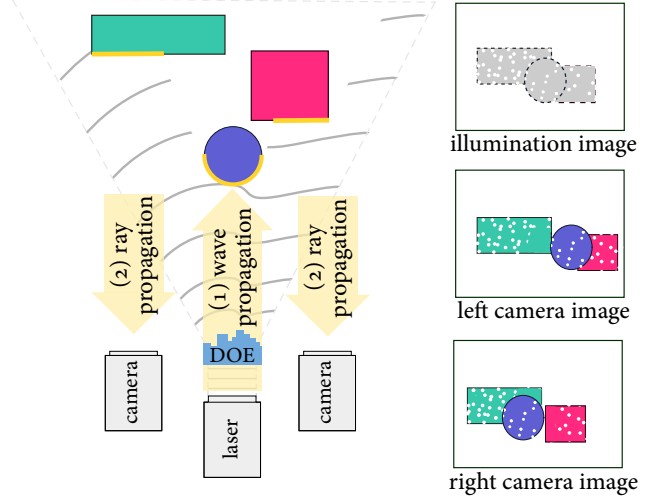 illumination image
(2) ray
propagation
(1) wave
propagation
(2) ray
propagation
left camera image
DOE
camera
laser
camera
right camera image